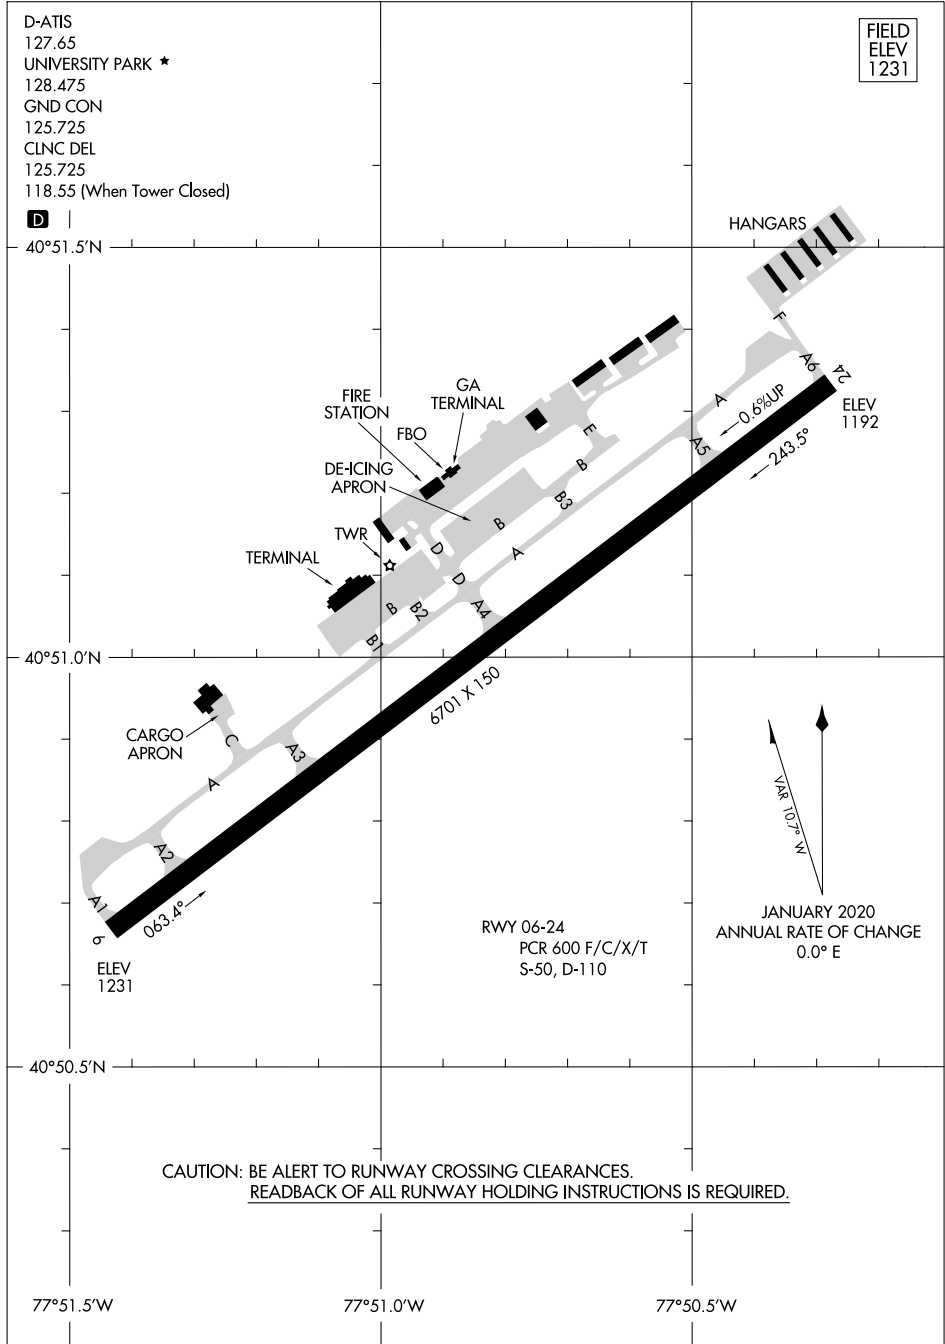 D-ATIS
127.65
UNIVERSITY PARK ★
128.475
GND CON
125.725
CLNC DEL
125.725
118.55 (When Tower Closed)
D
FIELD
ELEV
1231
40°51.5'N
HANGARS
F
A6
24
ELEV
1192
0.6%UP
243.5°
A
A5
FIRE
STATION
GA
TERMINAL
FBO
DE-ICING
APRON
E
B
B3
B
A
D
TWR
TERMINAL
D
A4
B
B2
B1
40°51.0'N
6701 X 150
CARGO
APRON
C
A3
A
A2
A1
6
063.4°
ELEV
1231
VAR 10.7° W
JANUARY 2020
ANNUAL RATE OF CHANGE
0.0° E
RWY 06-24
PCR 600 F/C/X/T
S-50, D-110
40°50.5'N
CAUTION: BE ALERT TO RUNWAY CROSSING CLEARANCES.
READBACK OF ALL RUNWAY HOLDING INSTRUCTIONS IS REQUIRED.
77°51.5'W
77°51.0'W
77°50.5'W